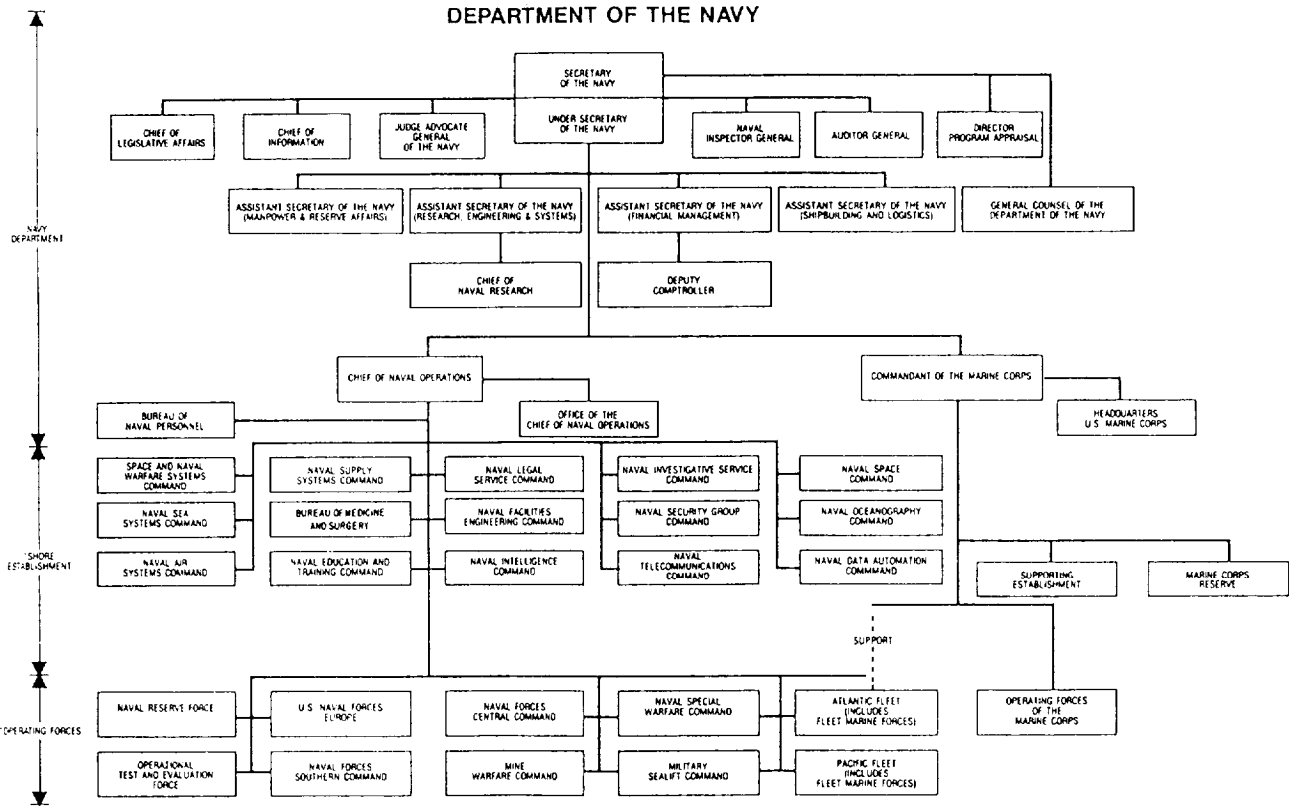 DEPARTMENT OF THE NAVY
SECRETARY
OF THE NAVY
UNDER SECRETARY
OF THE NAVY
CHIEF OF
LEGISLATIVE AFFAIRS
CHIEF OF
INFORMATION
JUDGE ADVOCATE
GENERAL
OF THE NAVY
NAVAL
INSPECTOR GENERAL
AUDITOR GENERAL
DIRECTOR
PROGRAM APPRAISAL
ASSISTANT SECRETARY OF THE NAVY
(MANPOWER & RESERVE AFFAIRS)
ASSISTANT SECRETARY OF THE NAVY
(RESEARCH, ENGINEERING & SYSTEMS)
ASSISTANT SECRETARY OF THE NAVY
(FINANCIAL MANAGEMENT)
ASSISTANT SECRETARY OF THE NAVY
(SHIPBUILDING AND LOGISTICS)
GENERAL COUNSEL OF THE
DEPARTMENT OF THE NAVY
NAVY
DEPARTMENT
CHIEF OF
NAVAL RESEARCH
DEPUTY
COMPTROLLER
CHIEF OF NAVAL OPERATIONS
COMMANDANT OF THE MARINE CORPS
BUREAU OF
NAVAL PERSONNEL
OFFICE OF THE
CHIEF OF NAVAL OPERATIONS
HEADQUARTERS
U.S. MARINE CORPS
SPACE AND NAVAL
WARFARE SYSTEMS
COMMAND
NAVAL SUPPLY
SYSTEMS COMMAND
NAVAL LEGAL
SERVICE COMMAND
NAVAL INVESTIGATIVE SERVICE
COMMAND
NAVAL SPACE
COMMAND
NAVAL SEA
SYSTEMS COMMAND
BUREAU OF MEDICINE
AND SURGERY
NAVAL FACILITIES
ENGINEERING COMMAND
NAVAL SECURITY GROUP
COMMAND
NAVAL OCEANOGRAPHY
COMMAND
*SHORE
ESTABLISHMENT
NAVAL AIR
SYSTEMS COMMAND
NAVAL EDUCATION AND
TRAINING COMMAND
NAVAL INTELLIGENCE
COMMAND
NAVAL
TELECOMMUNICATIONS
COMMAND
NAVAL DATA AUTOMATION
COMMMAND
SUPPORTING
ESTABLISHMENT
MARINE CORPS
RESERVE
SUPPORT
NAVAL RESERVE FORCE
U.S. NAVAL FORCES
EUROPE
NAVAL FORCES
CENTRAL COMMAND
NAVAL SPECIAL
WARFARE COMMAND
ATLANTIC FLEET
(INCLUDES
FLEET MARINE FORCES)
OPERATING FORCES
OF THE
MARINE CORPS
*OPERATING FORCES
OPERATIONAL
TEST AND EVALUATION
FORCE
NAVAL FORCES
SOUTHERN COMMAND
MINE
WARFARE COMMAND
MILITARY
SEALIFT COMMAND
PACIFIC FLEET
(INCLUDES
FLEET MARINE FORCES)